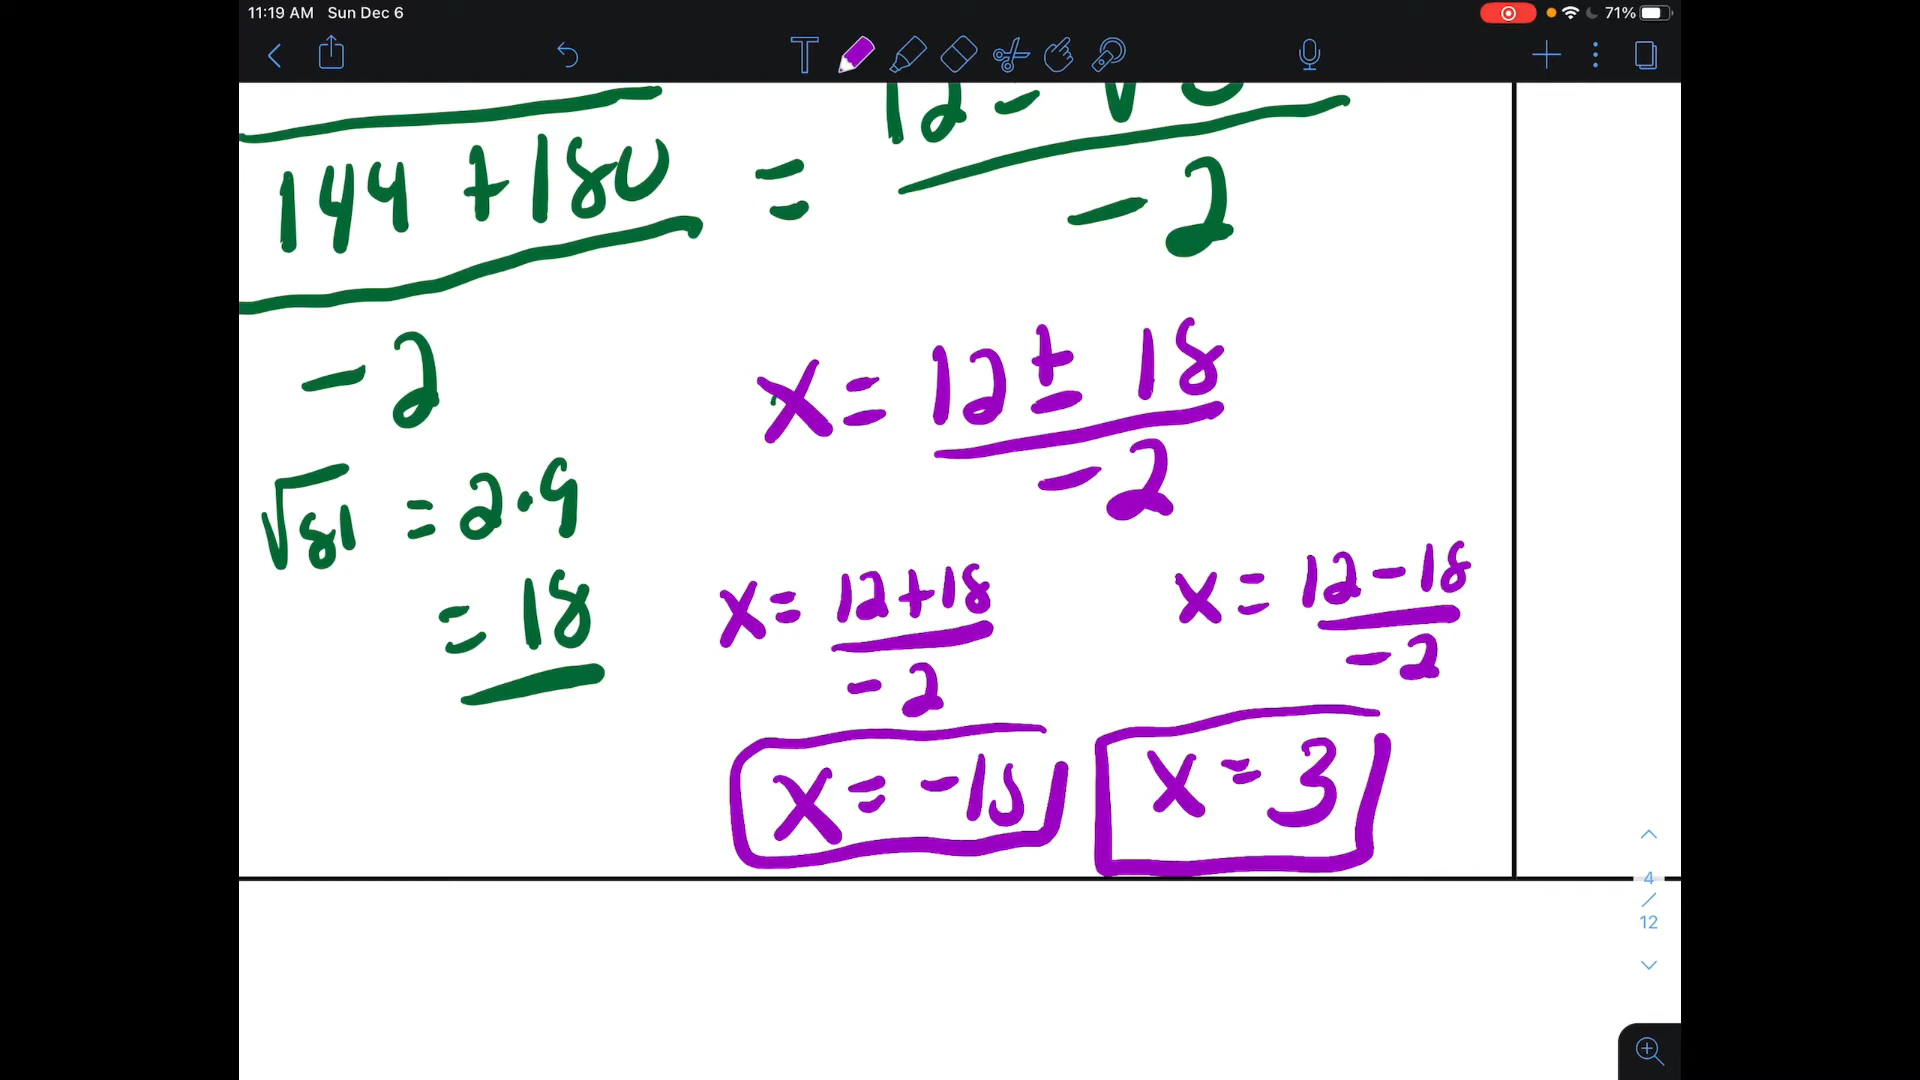 11:19 AM Sun Dec 6
71%
144 + 180 =
-2
-2
x = 12 ± 18
-2
√81 = 2·9
= 18
x = 12 + 18
-2
x = 12 - 18
-2
x = -15
x = 3
4
/
12